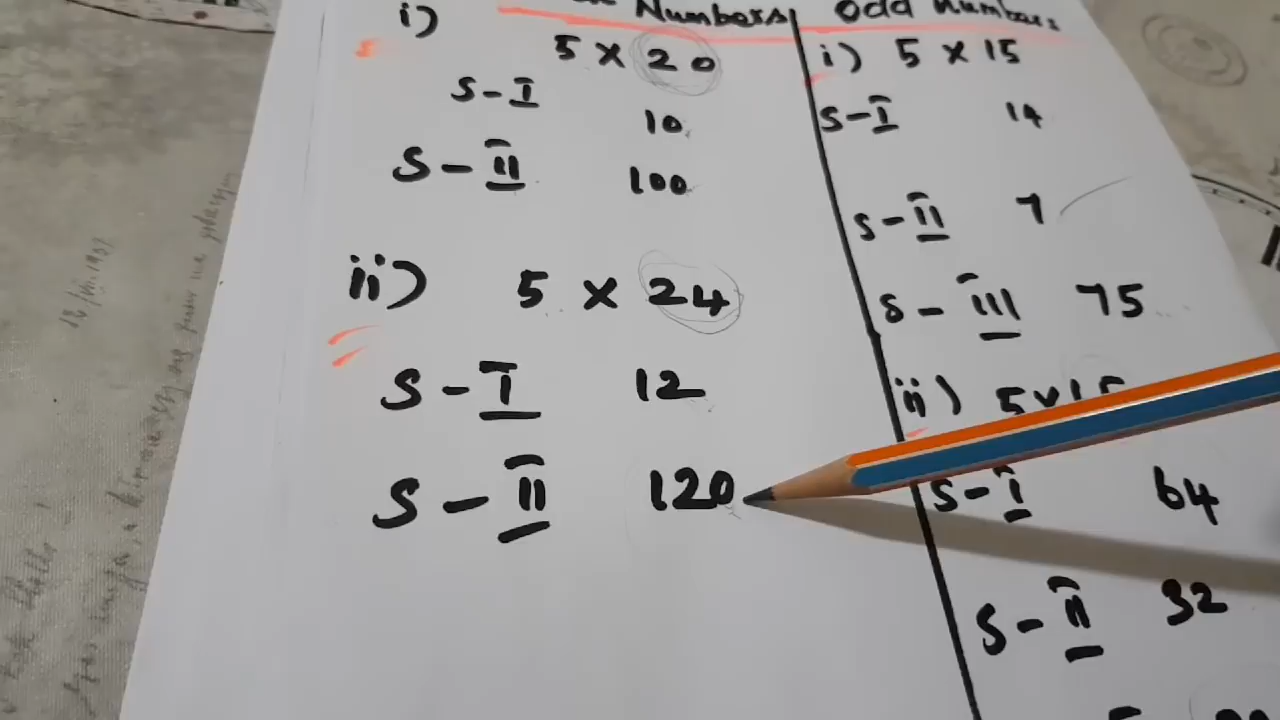 Numbers
i)
5 × 20
S-I 10
S-II 100
ii) 5 × 24
S-I 12
S-II 120
Odd Numbers
i) 5 × 15
S-I 14
S-II 7
S-III 75
ii)
S-I 64
S-II 32